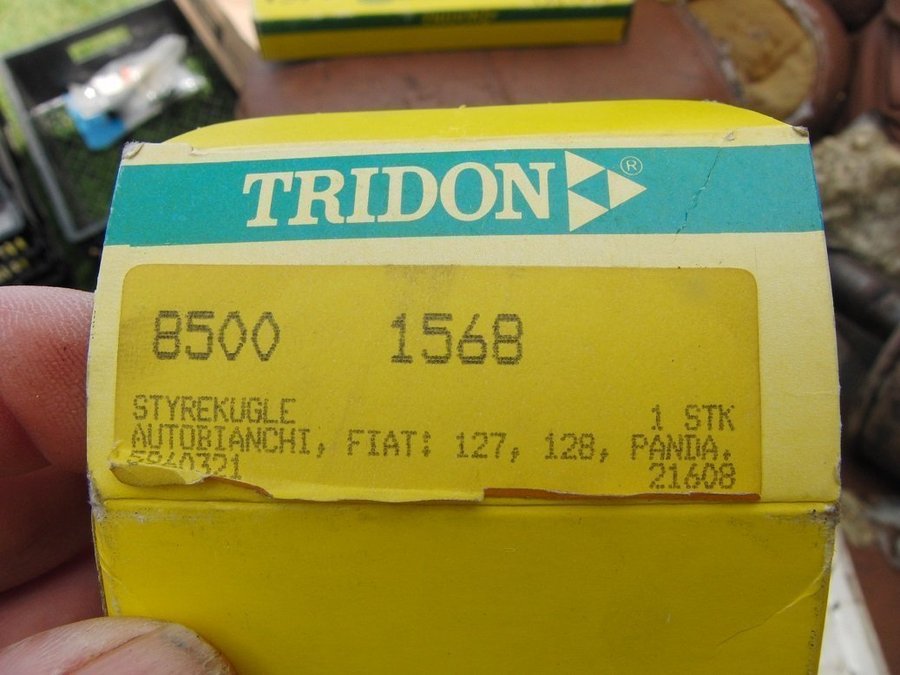 TRIDON®
8500 1568
STYREKUGLE 1 STK
AUTOBIANCHI, FIAT: 127, 128, PANDA,
21608